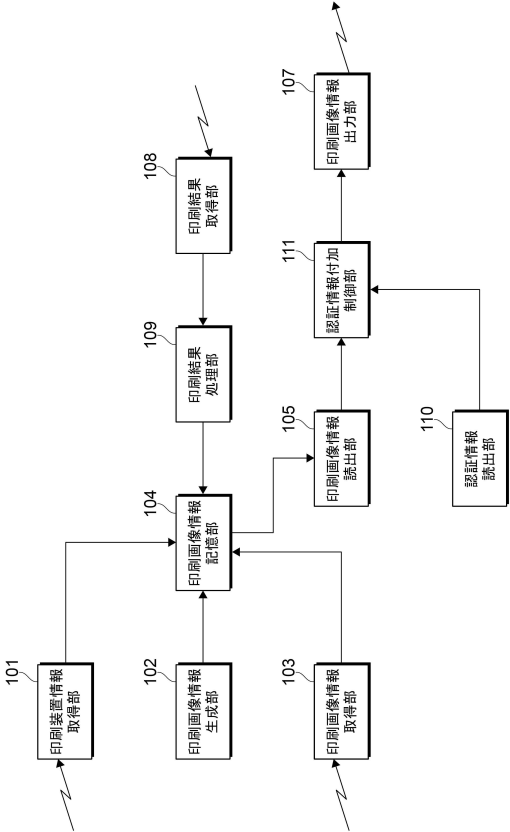 101
印刷装置情報
取得部
102
印刷画像情報
生成部
103
印刷画像情報
取得部
104
印刷画像情報
記憶部
109
印刷結果
処理部
108
印刷結果
取得部
105
印刷画像情報
読出部
111
認証情報付加
制御部
107
印刷画像情報
出力部
110
認証情報
読出部